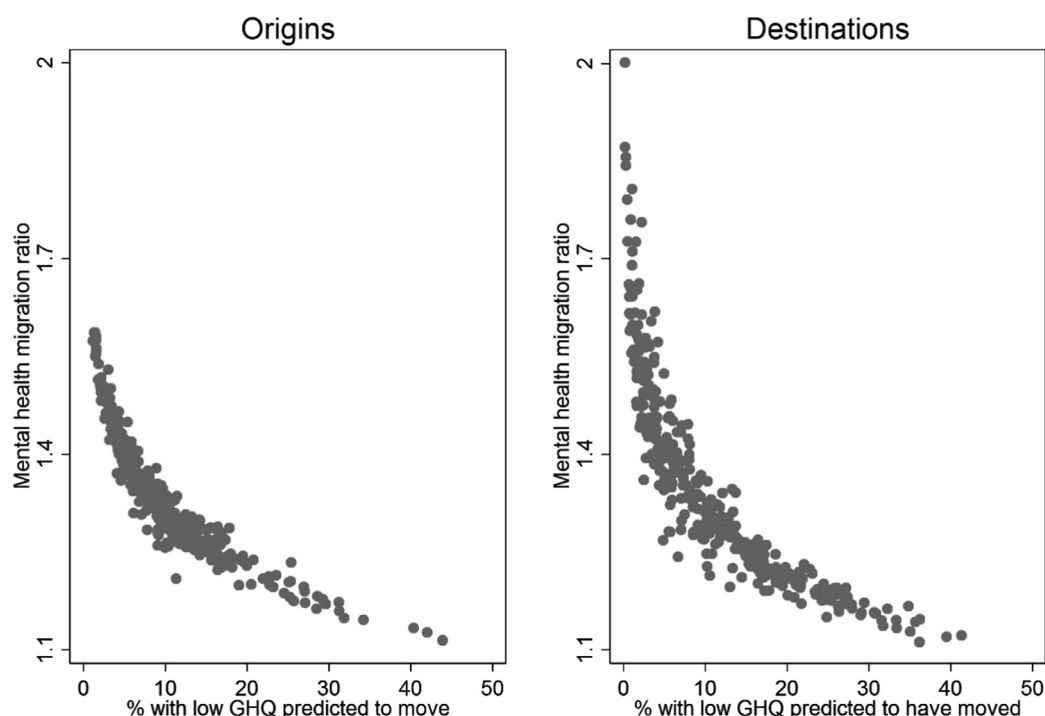 Origins
Mental health migration ratio
2
1.7
1.4
1.1
0 10 20 30 40 50
% with low GHQ predicted to move
Destinations
Mental health migration ratio
2
1.7
1.4
1.1
0 10 20 30 40 50
% with low GHQ predicted to have moved